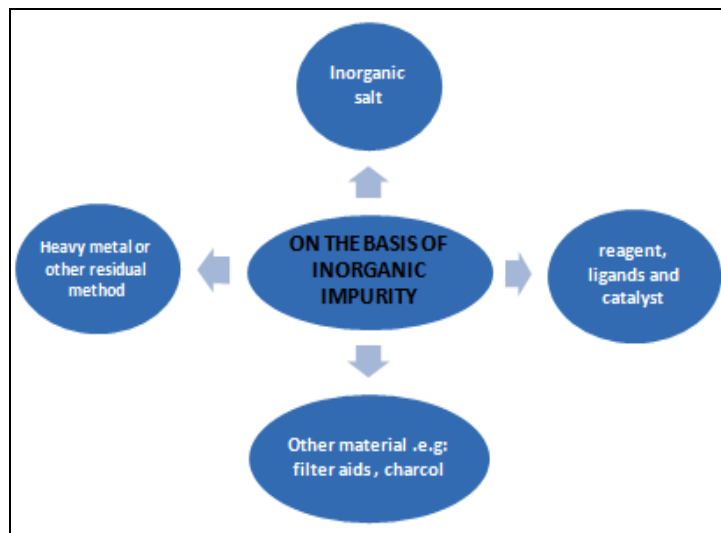 Inorganic
salt
Heavy metal or
other residual
method
ON THE BASIS OF
INORGANIC
IMPURITY
reagent,
ligands and
catalyst
Other material .e.g:
filter aids , charcol